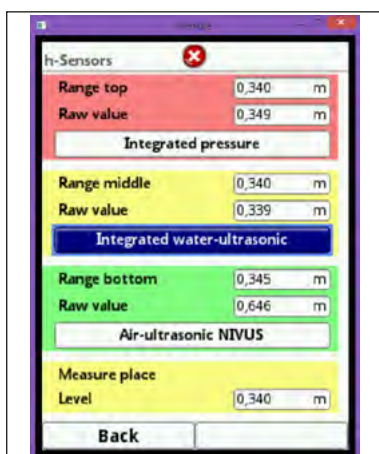 h-Sensors
Range top 0,340 m
Raw value 0,349 m
Integrated pressure
Range middle 0,340 m
Raw value 0,339 m
Integrated water-ultrasonic
Range bottom 0,345 m
Raw value 0,646 m
Air-ultrasonic NIVUS
Measure place
Level 0,340 m
Back